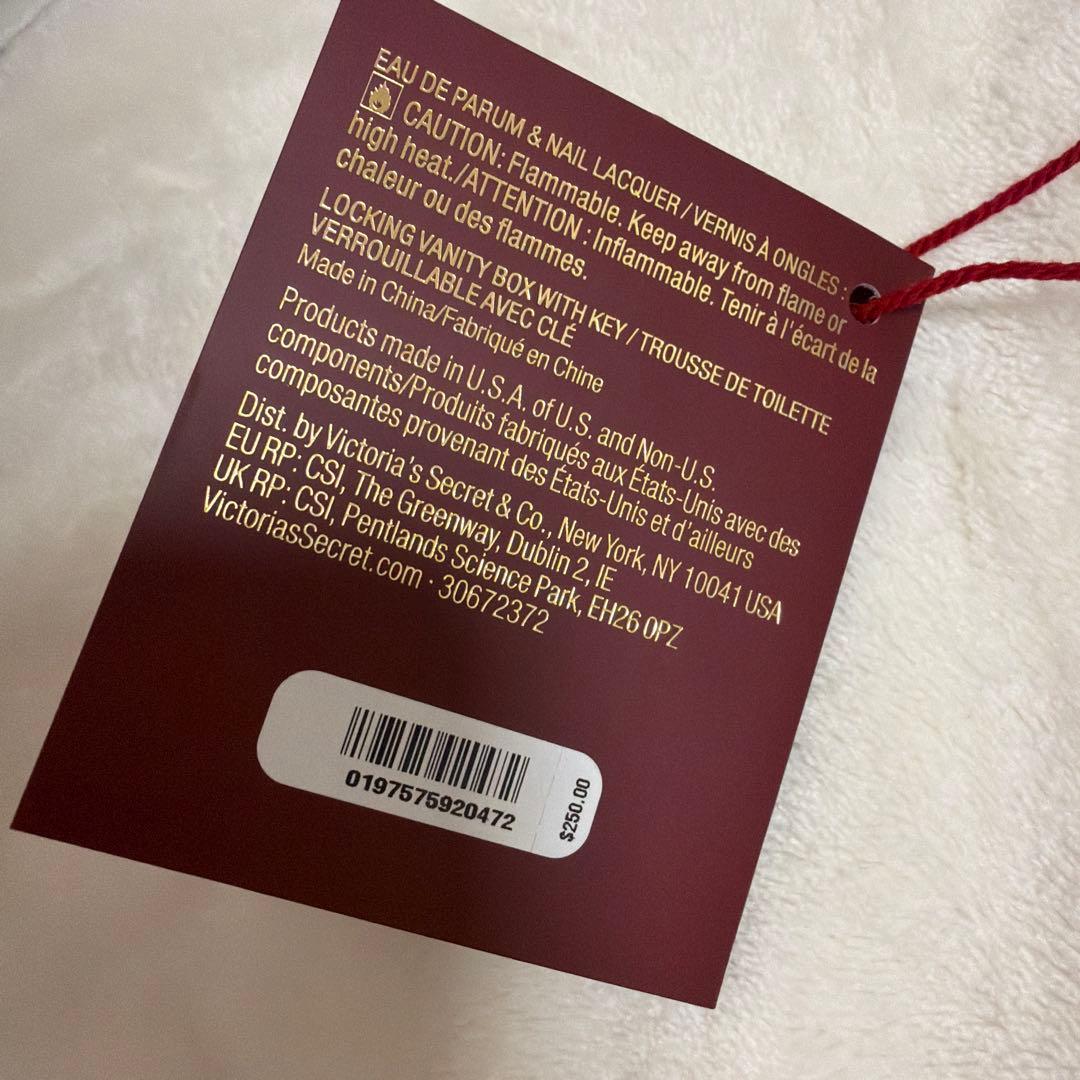 EAU DE PARUM & NAIL LACQUER / VERNIS À ONGLES :
CAUTION: Flammable. Keep away from flame or
high heat./ATTENTION : Inflammable. Tenir à l'écart de la
chaleur ou des flammes.
LOCKING VANITY BOX WITH KEY / TROUSSE DE TOILETTE
VERROUILLABLE AVEC CLÉ
Made in China/Fabriqué en Chine
Products made in U.S.A. of U.S. and Non-U.S.
components/Produits fabriqués aux États-Unis avec des
composantes provenant des États-Unis et d'ailleurs
Dist. by Victoria's Secret & Co., New York, NY 10041 USA
EU RP: CSI, The Greenway, Dublin 2, IE
UK RP: CSI, Pentlands Science Park, EH26 0PZ
VictoriasSecret.com · 30672372
0197575920472
$250.00